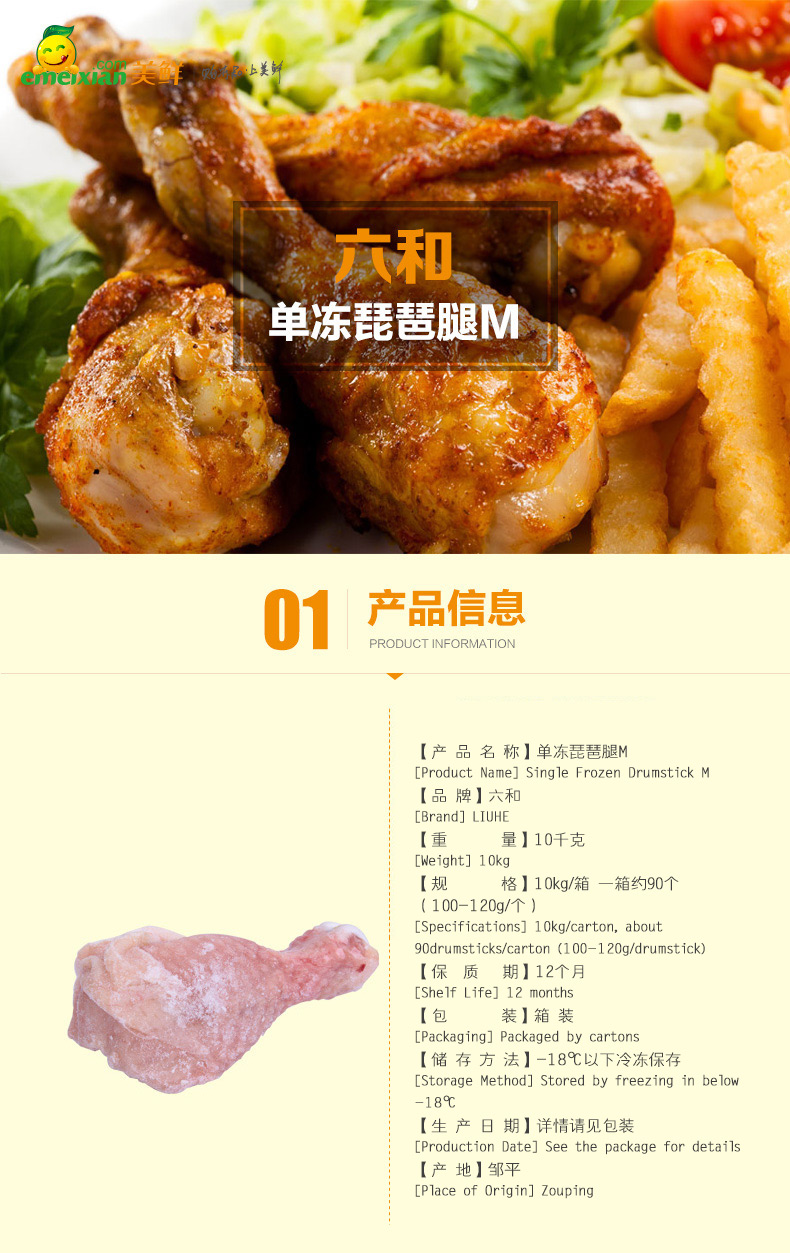 emeixian.com 美鲜
六和
单冻琵琶腿M
01 产品信息
PRODUCT INFORMATION
【产 品 名 称】单冻琵琶腿M
[Product Name] Single Frozen Drumstick M
【品 牌】六和
[Brand] LIUHE
【重 量】10千克
[Weight] 10kg
【规 格】10kg/箱 一箱约90个
(100-120g/个)
[Specifications] 10kg/carton, about
90drumsticks/carton (100-120g/drumstick)
【保 质 期】12个月
[Shelf Life] 12 months
【包 装】箱 装
[Packaging] Packaged by cartons
【储 存 方 法】-18℃以下冷冻保存
[Storage Method] Stored by freezing in below
-18℃
【生 产 日 期】详情请见包装
[Production Date] See the package for details
【产 地】邹平
[Place of Origin] Zouping